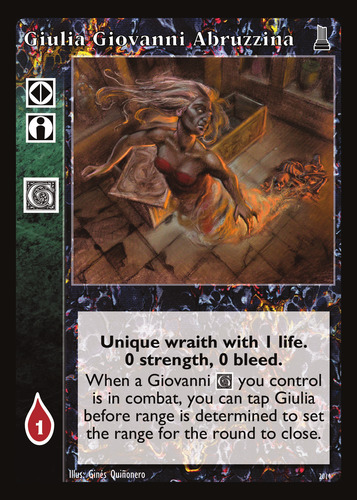 Giulia Giovanni Abruzzina
Unique wraith with 1 life.
0 strength, 0 bleed.
When a Giovanni you control
is in combat, you can tap Giulia
before range is determined to set
the range for the round to close.
1
Illus: Ginés Quiñonero